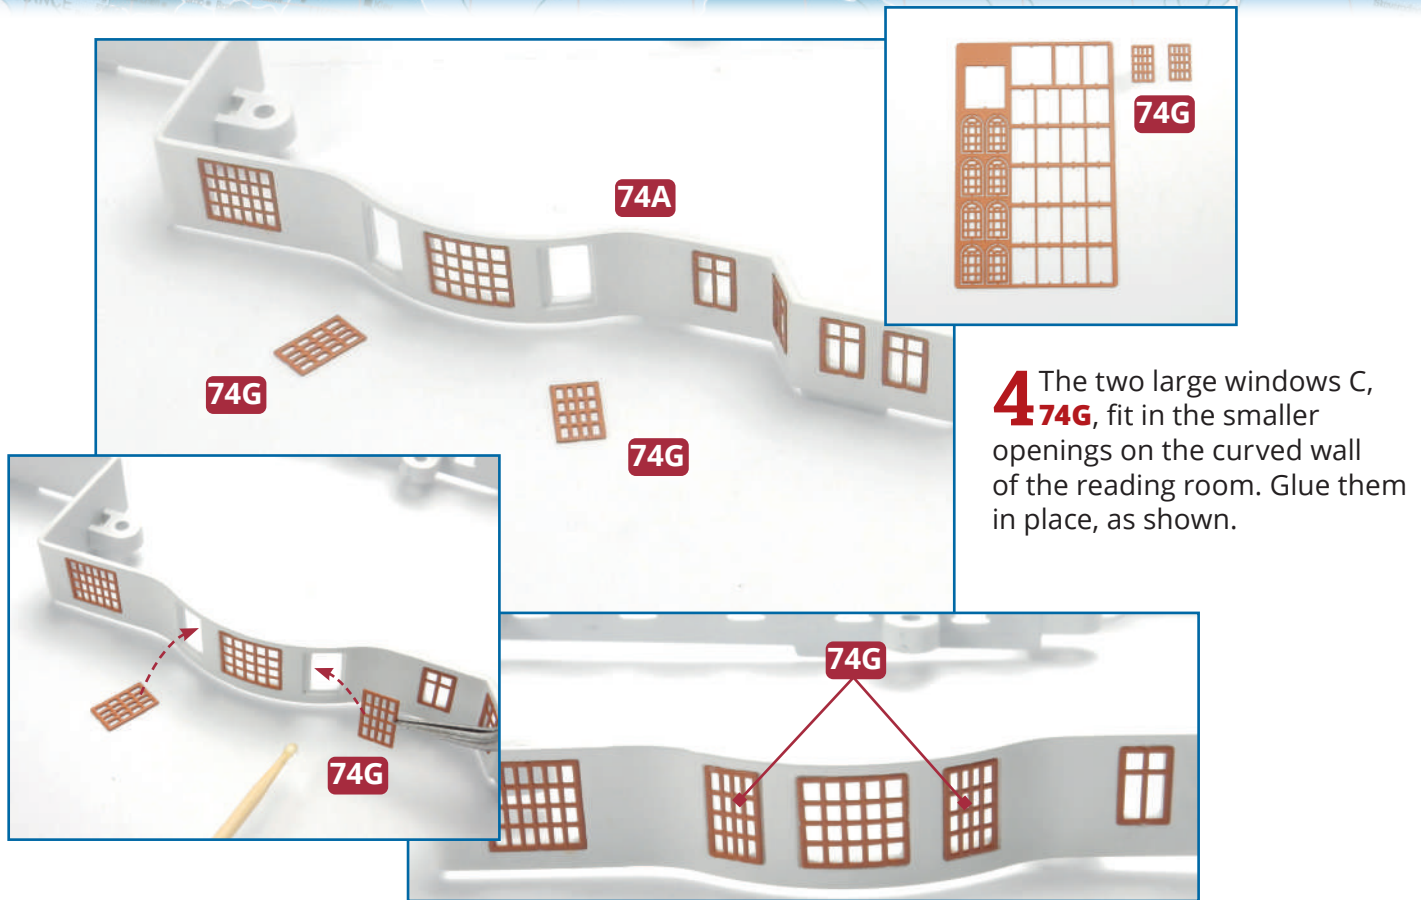 74G
74A
74G
74G
4 The two large windows C,
74G, fit in the smaller
openings on the curved wall
of the reading room. Glue them
in place, as shown.
74G
74G